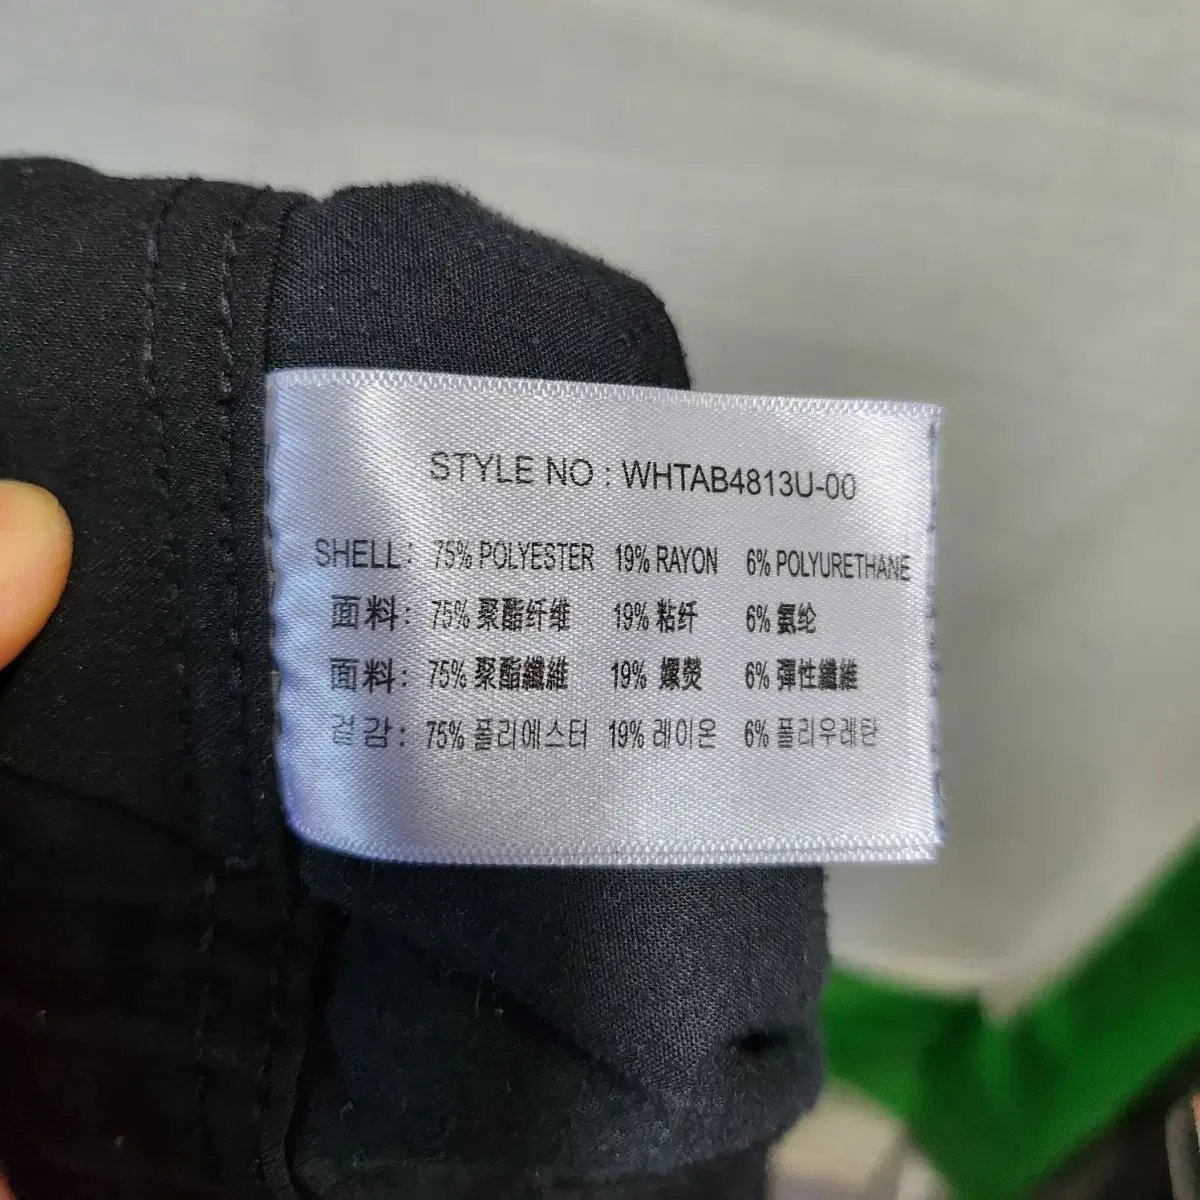 STYLE NO : WHTAB4813U-00
SHELL: 75% POLYESTER 19% RAYON 6% POLYURETHANE
面料: 75% 聚酯纤维 19% 粘纤 6% 氨纶
面料: 75% 聚酯纖維 19% 嫘熒 6% 彈性纖維
겉감: 75% 폴리에스터 19% 레이온 6% 폴리우레탄